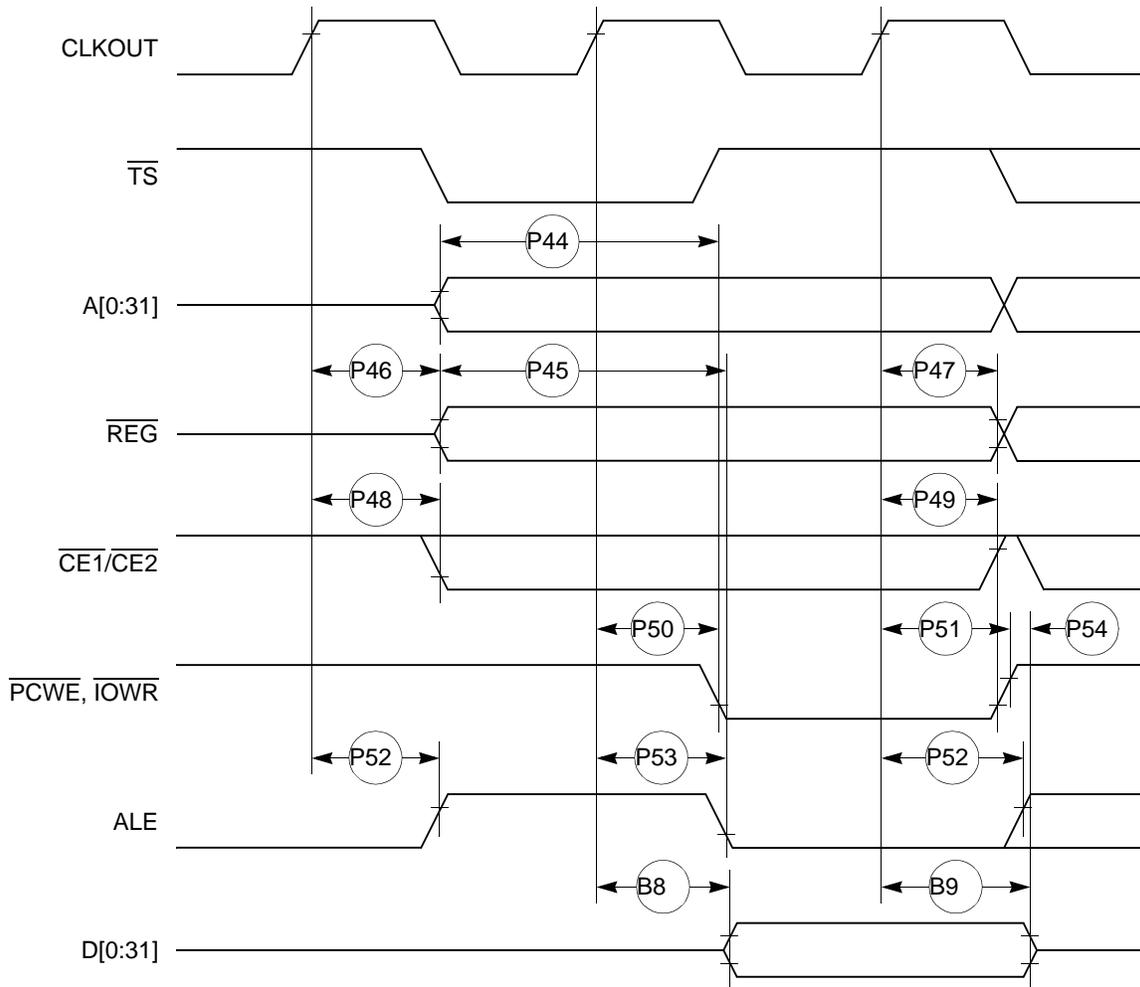 CLKOUT
TS
P44
A[0:31]
P46 P45 P47
REG
P48 P49
CE1/CE2
P50 P51 P54
PCWE, IOWR
P52 P53 P52
ALE
B8 B9
D[0:31]